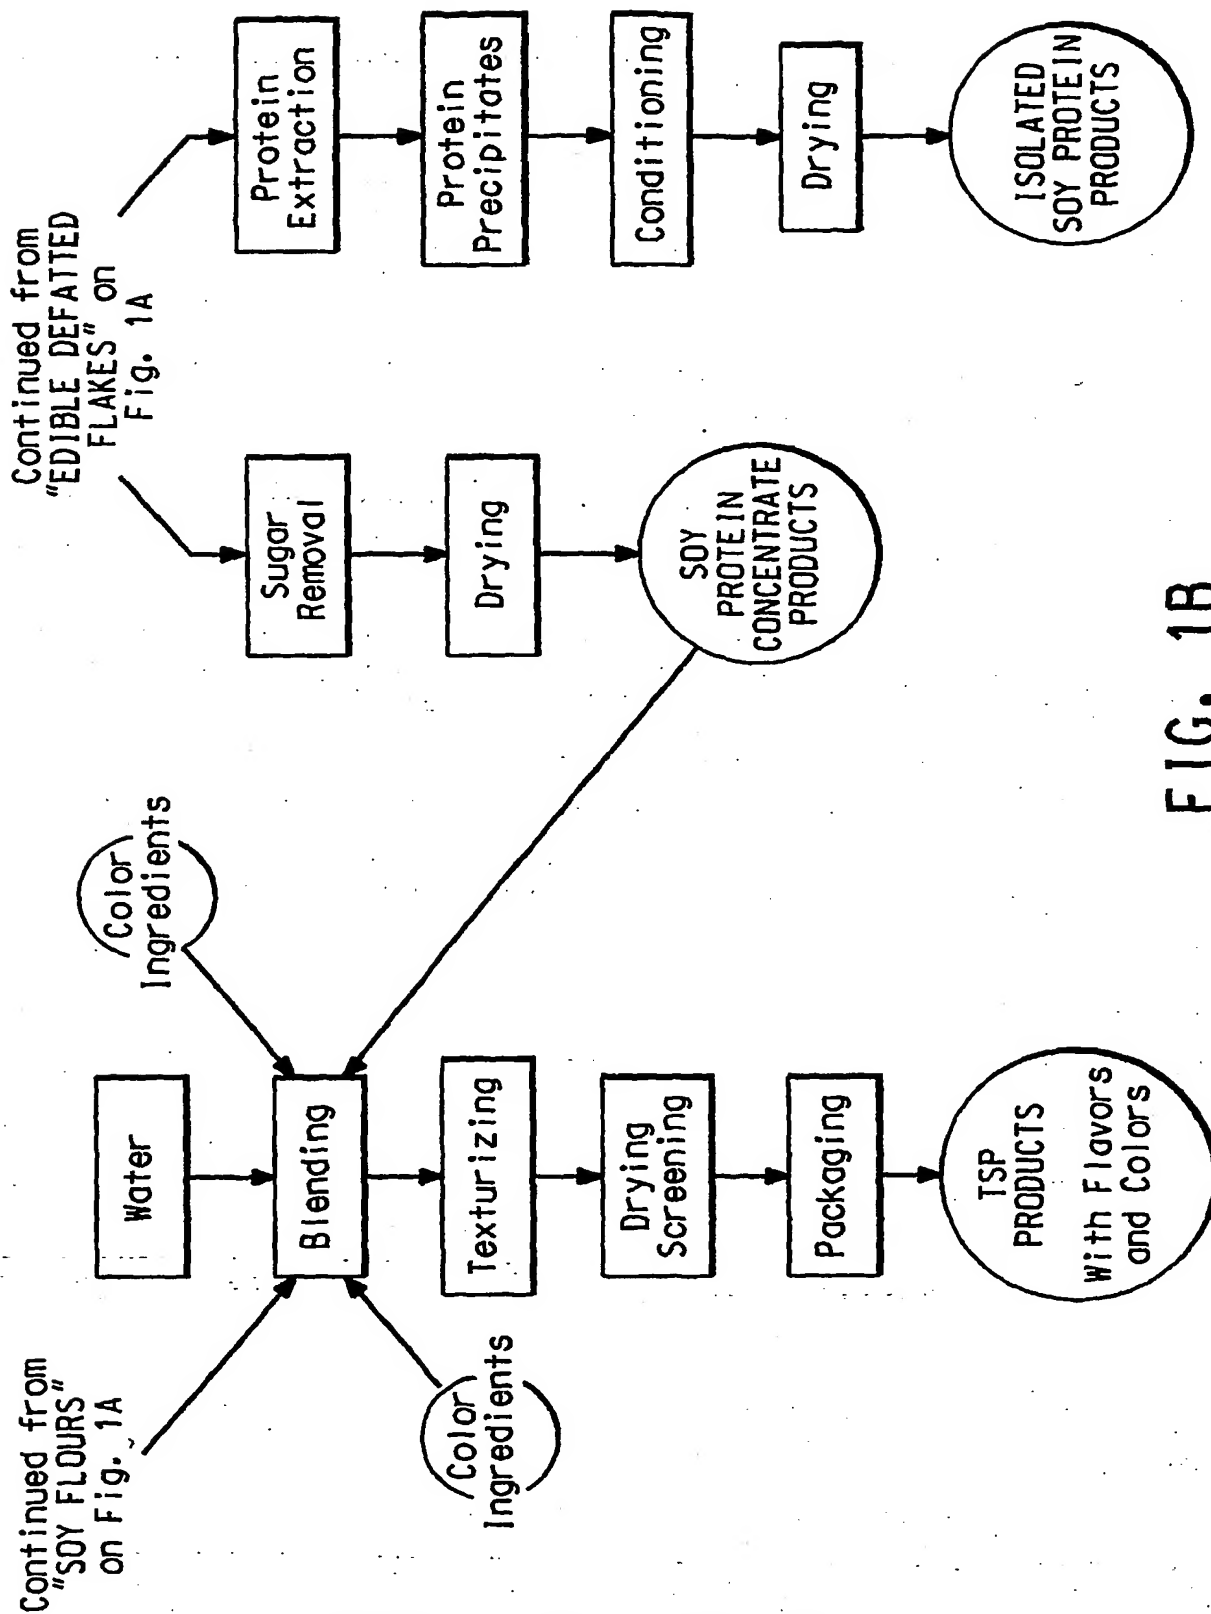 Continued from
"SOY FLOURS"
on Fig. 1A
Water
Color
Ingredients
Blending
Color
Ingredients
Texturizing
Drying
Screening
Packaging
TSP
PRODUCTS
With Flavors
and Colors
Continued from
"EDIBLE DEFATTED
FLAKES" on
Fig. 1A
Sugar
Removal
Drying
SOY
PROTEIN
CONCENTRATE
PRODUCTS
Protein
Extraction
Protein
Precipitates
Conditioning
Drying
ISOLATED
SOY PROTEIN
PRODUCTS
FIG. 1B